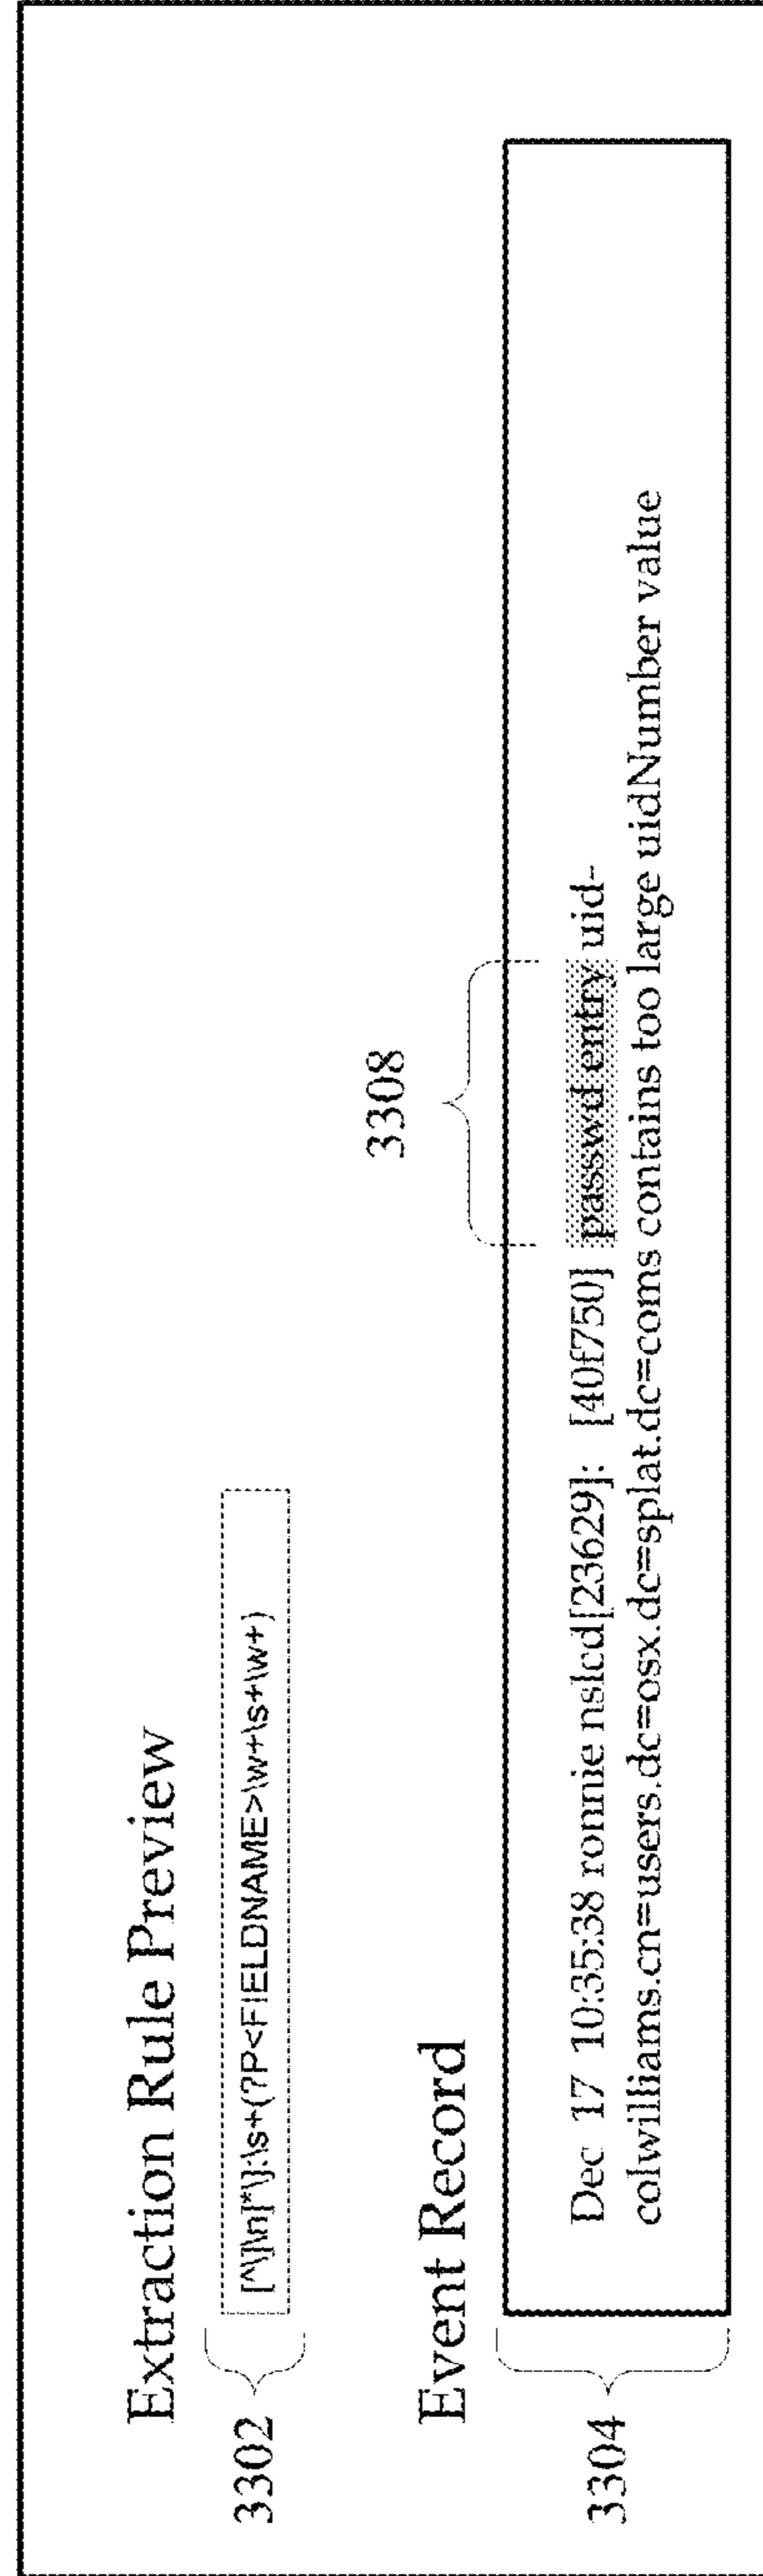 Extraction Rule Preview
3302
[^\]\n]*\]:\s+(?P<FIELDNAME>\w+\s+\w+)
Event Record
3308
3304
Dec 17 10:35:38 ronnie nslcd[23629]: [40f750] passwd entry uid-
colwilliams.cn=users.dc=osx.dc=splat.dc=coms contains too large uidNumber value